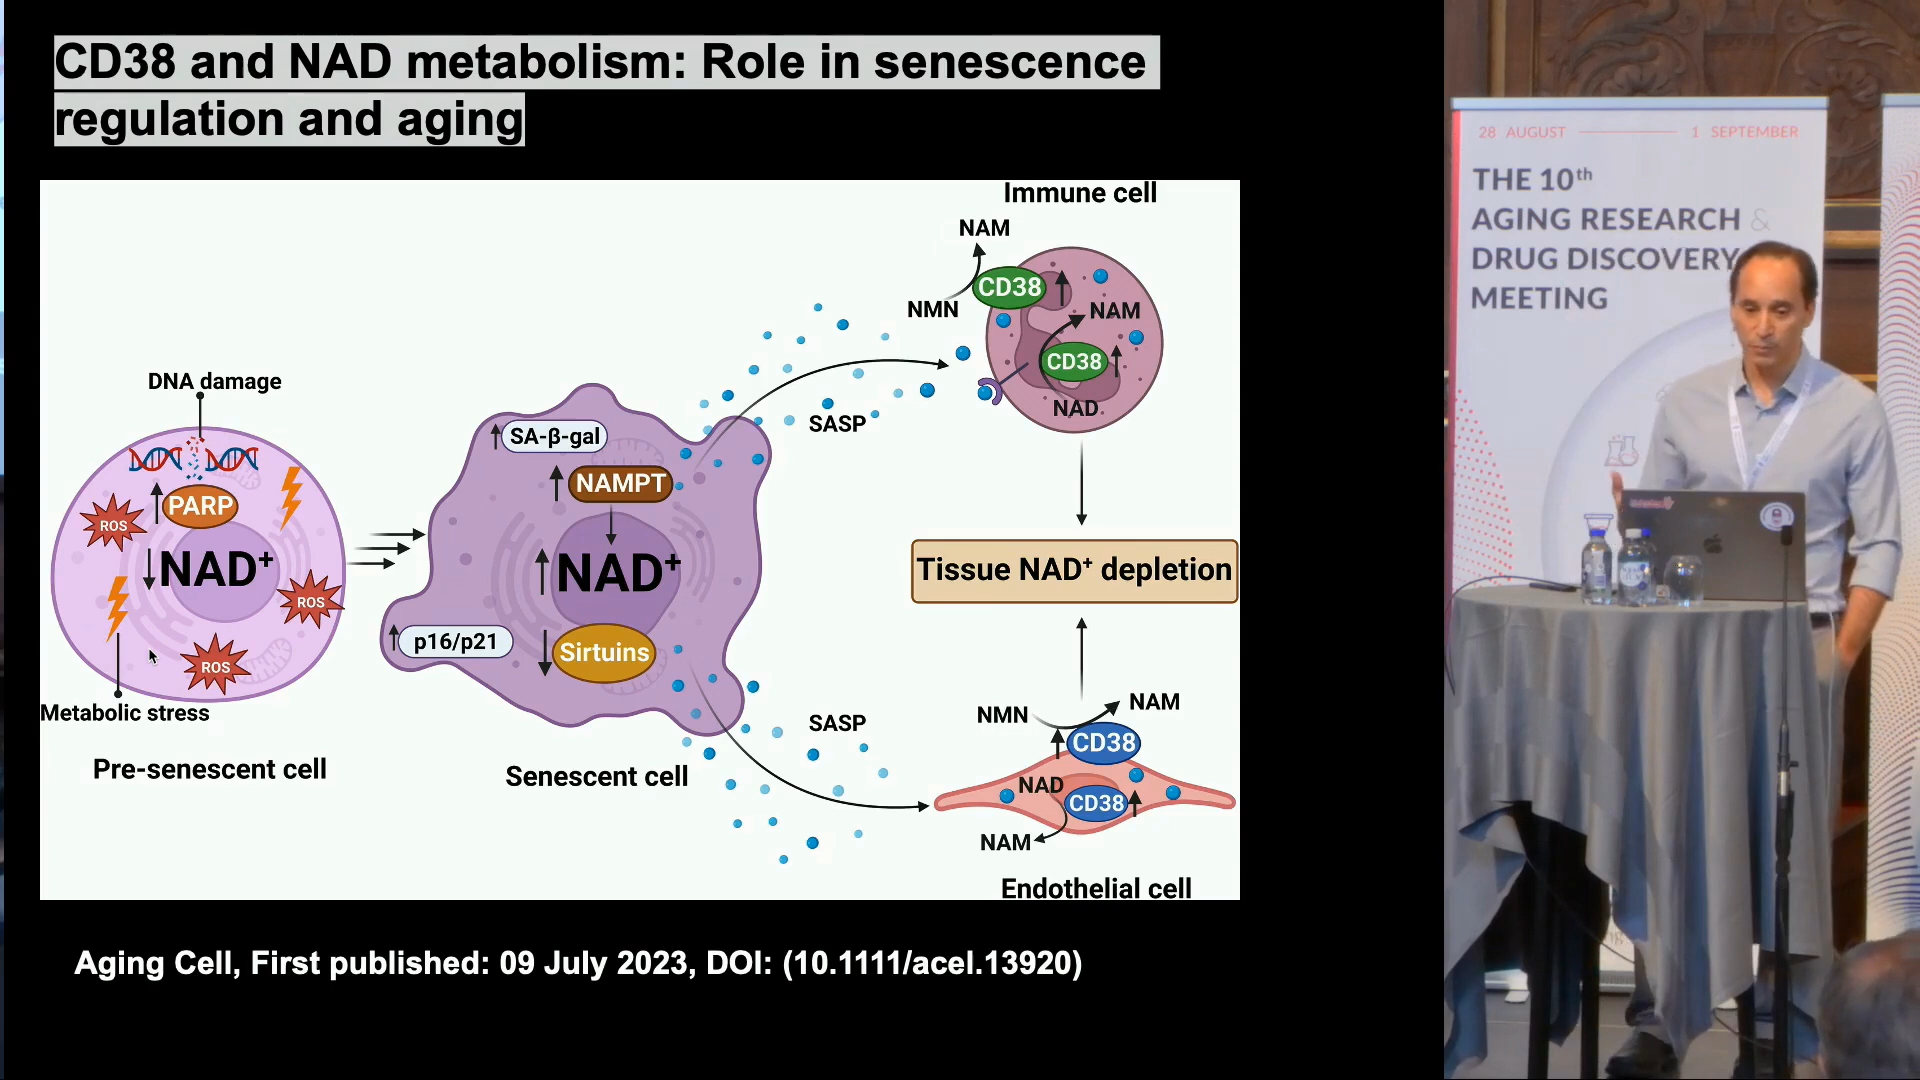 CD38 and NAD metabolism: Role in senescence
regulation and aging
Immune cell
NAM
CD38
NMN
NAM
CD38
NAD
SASP
DNA damage
PARP
ROS
NAD+
ROS
ROS
Metabolic stress
Pre-senescent cell
SA-β-gal
NAMPT
NAD+
p16/p21
Sirtuins
Senescent cell
Tissue NAD+ depletion
SASP
NMN
NAM
CD38
NAD
CD38
NAM
Endothelial cell
Aging Cell, First published: 09 July 2023, DOI: (10.1111/acel.13920)
28 AUGUST 1 SEPTEMBER
THE 10th
AGING RESEARCH &
DRUG DISCOVERY
MEETING